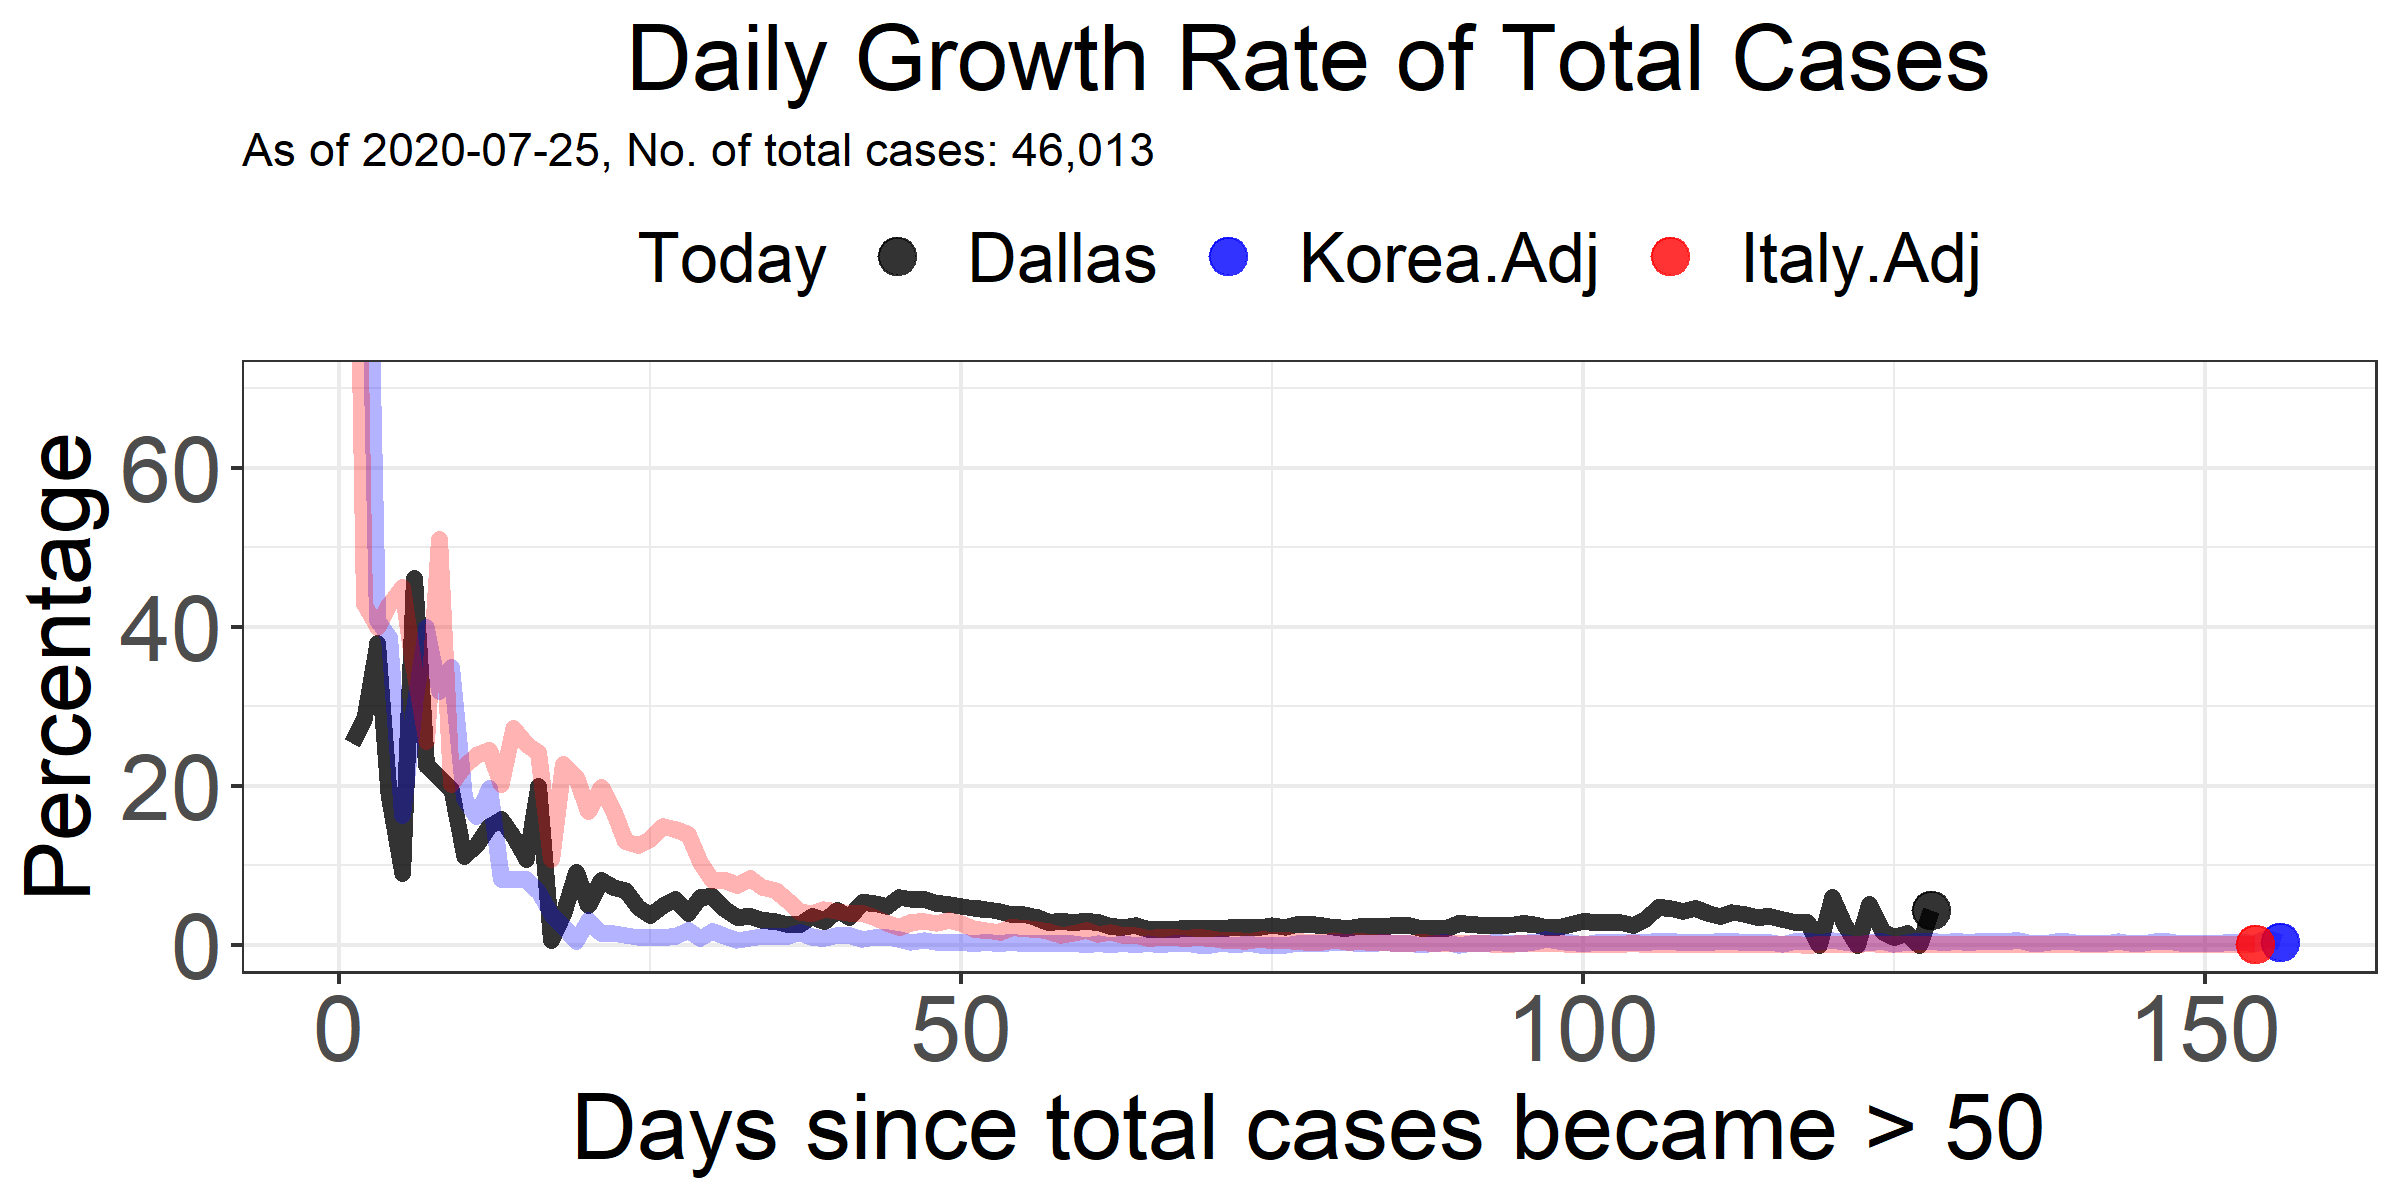 Daily Growth Rate of Total Cases
As of 2020-07-25, No. of total cases: 46,013
Today Dallas Korea.Adj Italy.Adj
Percentage
60
40
20
0
0 50 100 150
Days since total cases became > 50